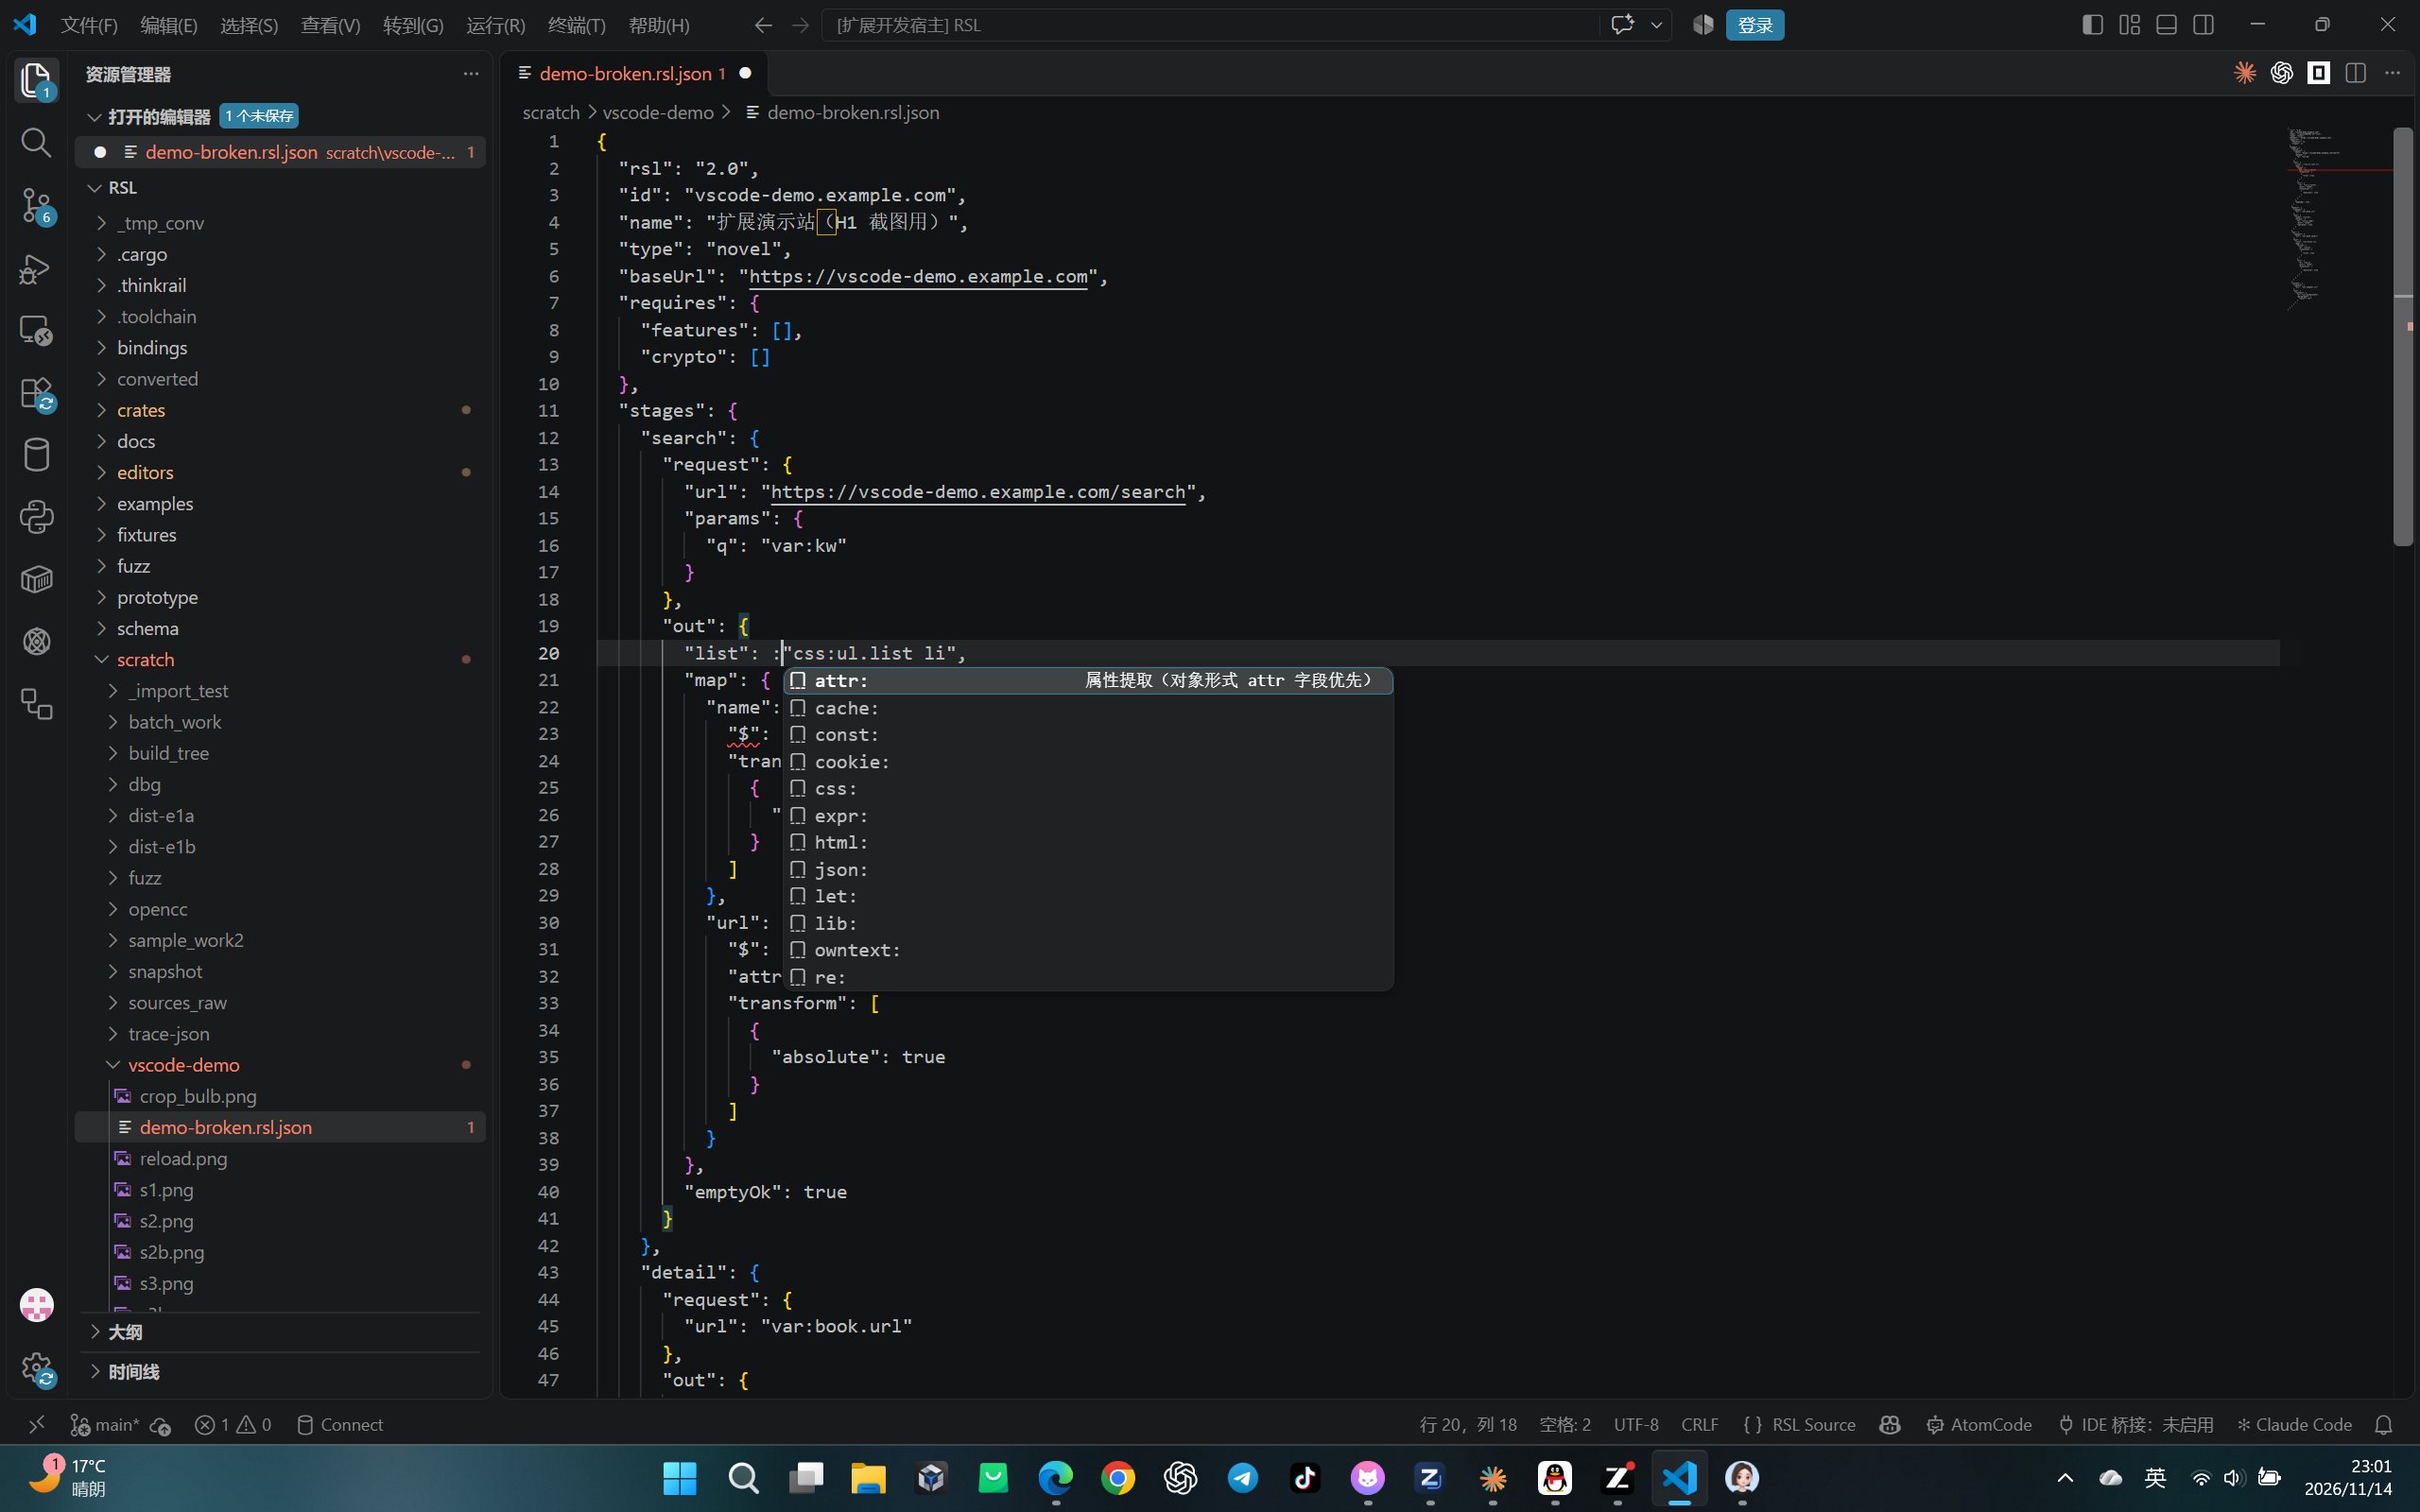 文件(F) 编辑(E) 选择(S) 查看(V) 转到(G) 运行(R) 终端(T) 帮助(H)
[扩展开发宿主] RSL
登录
资源管理器
打开的编辑器 1 个未保存
demo-broken.rsl.json scratch\vscode-... 1
RSL
_tmp_conv
.cargo
.thinkrail
.toolchain
bindings
converted
crates
docs
editors
examples
fixtures
fuzz
prototype
schema
scratch
_import_test
batch_work
build_tree
dbg
dist-e1a
dist-e1b
fuzz
opencc
sample_work2
snapshot
sources_raw
trace-json
vscode-demo
crop_bulb.png
demo-broken.rsl.json 1
reload.png
s1.png
s2.png
s2b.png
s3.png
大纲
时间线
1
6
demo-broken.rsl.json 1
scratch > vscode-demo > demo-broken.rsl.json
1 {
2 "rsl": "2.0",
3 "id": "vscode-demo.example.com",
4 "name": "扩展演示站（H1 截图用）",
5 "type": "novel",
6 "baseUrl": "https://vscode-demo.example.com",
7 "requires": {
8 "features": [],
9 "crypto": []
10 },
11 "stages": {
12 "search": {
13 "request": {
14 "url": "https://vscode-demo.example.com/search",
15 "params": {
16 "q": "var:kw"
17 }
18 },
19 "out": {
20 "list": :"css:ul.list li",
21 "map": {
22 "name":
23 "$":
24 "tran
25 {
26 "
27 }
28 ]
29 },
30 "url":
31 "$":
32 "attr
33 "transform": [
34 {
35 "absolute": true
36 }
37 ]
38 }
39 },
40 "emptyOk": true
41 }
42 },
43 "detail": {
44 "request": {
45 "url": "var:book.url"
46 },
47 "out": {
attr: 属性提取（对象形式 attr 字段优先）
cache:
const:
cookie:
css:
expr:
html:
json:
let:
lib:
owntext:
re:
main* 1 0 Connect
行 20，列 18 空格: 2 UTF-8 CRLF { } RSL Source AtomCode IDE 桥接：未启用 Claude Code
1
17°C
晴朗
英
23:01
2026/11/14